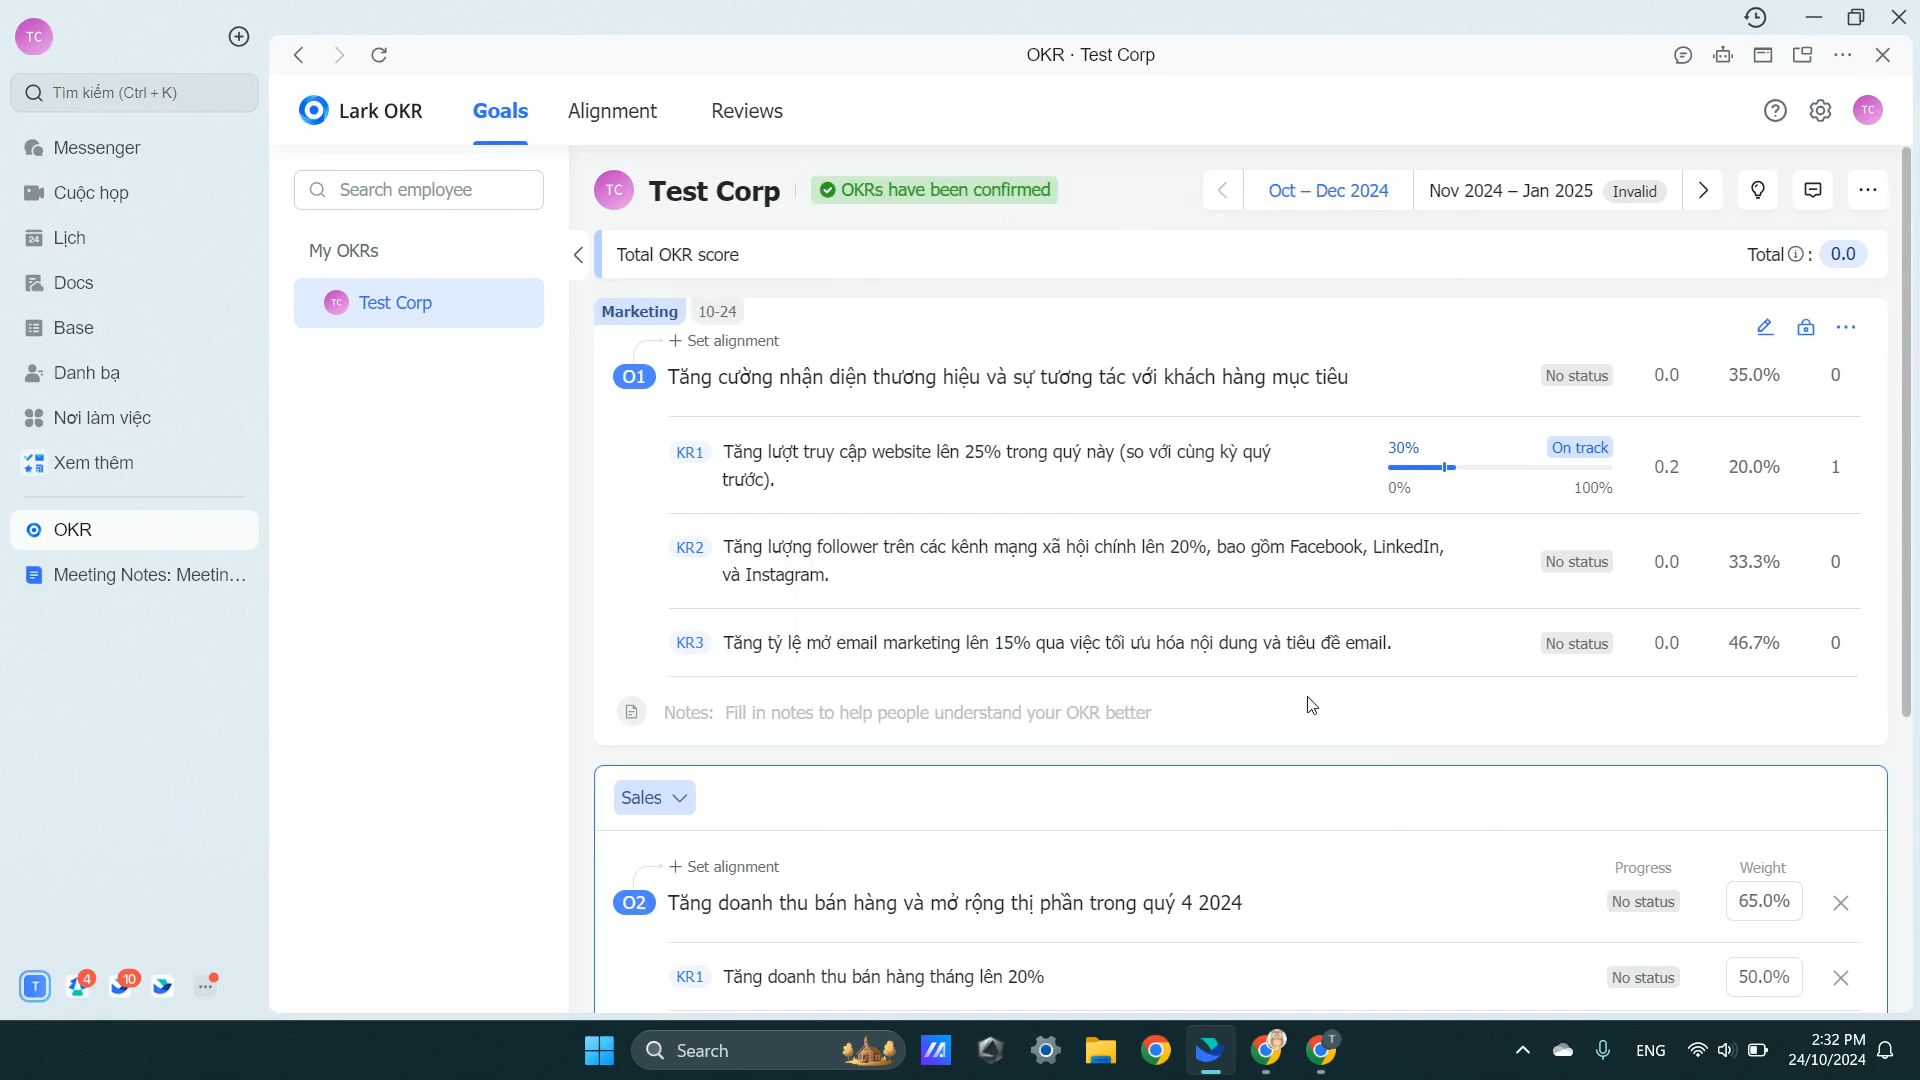 TC
Tìm kiếm (Ctrl + K)
Messenger
Cuộc họp
24
Lịch
Docs
Base
Danh bạ
Nơi làm việc
Xem thêm
OKR
Meeting Notes: Meetin...
T
4
10
OKR · Test Corp
Lark OKR
Goals
Alignment
Reviews
TC
Search employee
My OKRs
TC
Test Corp
TC
Test Corp
OKRs have been confirmed
Oct – Dec 2024
Nov 2024 – Jan 2025
Invalid
Total OKR score
Total : 0.0
Marketing
10-24
+ Set alignment
O1 Tăng cường nhận diện thương hiệu và sự tương tác với khách hàng mục tiêu
No status
0.0
35.0%
0
KR1 Tăng lượt truy cập website lên 25% trong quý này (so với cùng kỳ quý
trước).
30%
On track
0%
100%
0.2
20.0%
1
KR2 Tăng lượng follower trên các kênh mạng xã hội chính lên 20%, bao gồm Facebook, LinkedIn,
và Instagram.
No status
0.0
33.3%
0
KR3 Tăng tỷ lệ mở email marketing lên 15% qua việc tối ưu hóa nội dung và tiêu đề email.
No status
0.0
46.7%
0
Notes: Fill in notes to help people understand your OKR better
Sales
+ Set alignment
Progress
Weight
O2 Tăng doanh thu bán hàng và mở rộng thị phần trong quý 4 2024
No status
65.0%
KR1 Tăng doanh thu bán hàng tháng lên 20%
No status
50.0%
Search
T
ENG
2:32 PM
24/10/2024